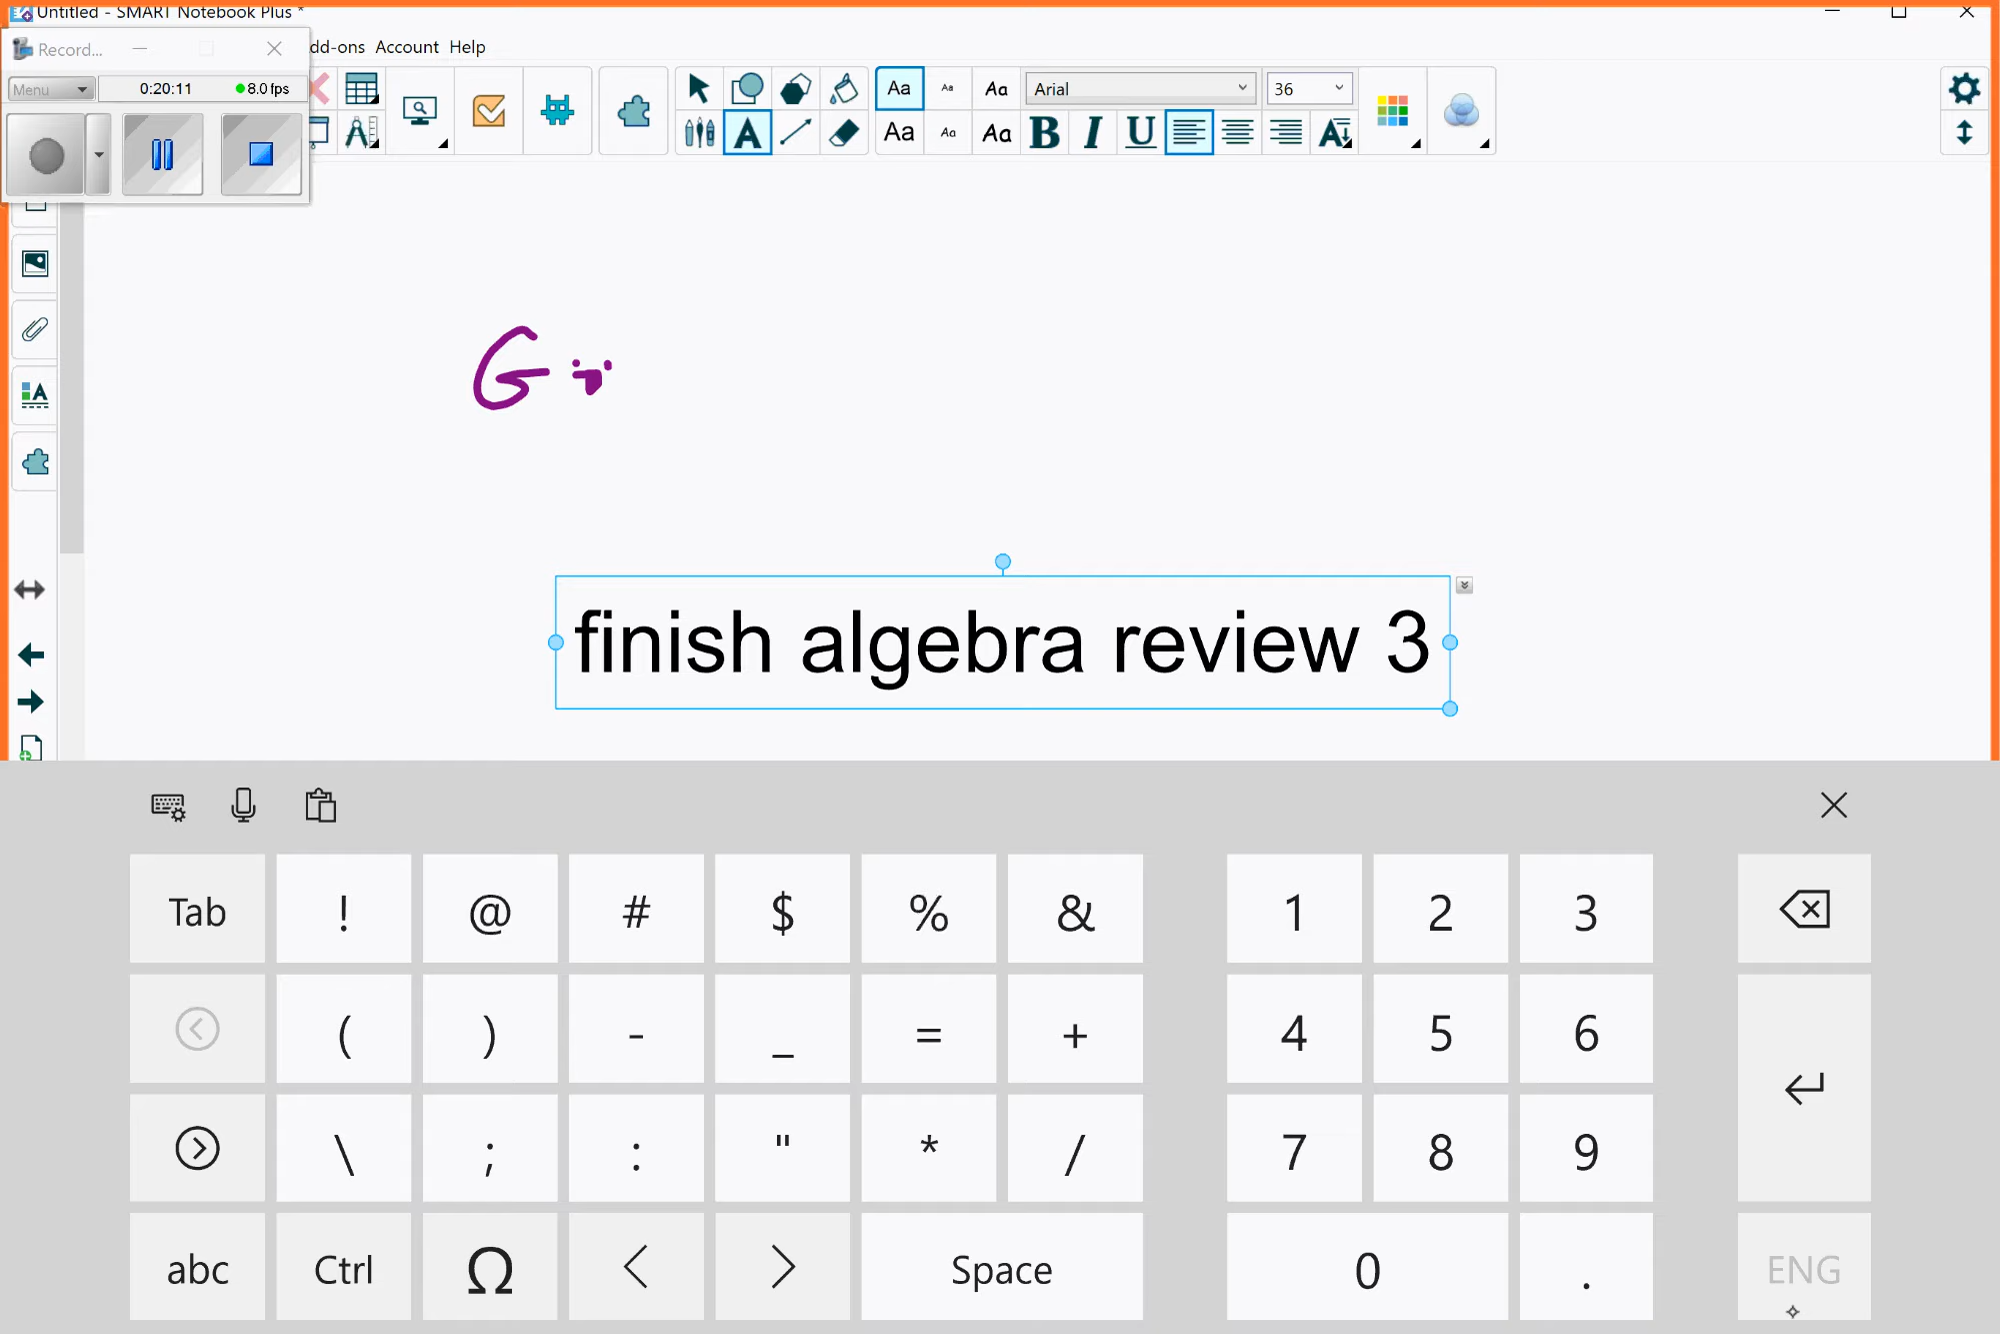 Untitled - SMART Notebook Plus *
Record...
dd-ons Account Help
Menu 0:20:11 8.0 fps
Aa Aa Aa Arial 36
A Aa Aa Aa B I U A
A
G
finish algebra review 3
Tab ! @ # $ % & 1 2 3
( ) - _ = + 4 5 6
\ ; : " * / 7 8 9
abc Ctrl Ω < > Space 0 . ENG